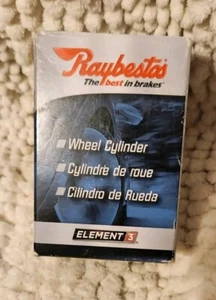 Raybestos
The best in brakes
Wheel Cylinder
Cylindre de roue
Cilindro de Rueda
ELEMENT 3